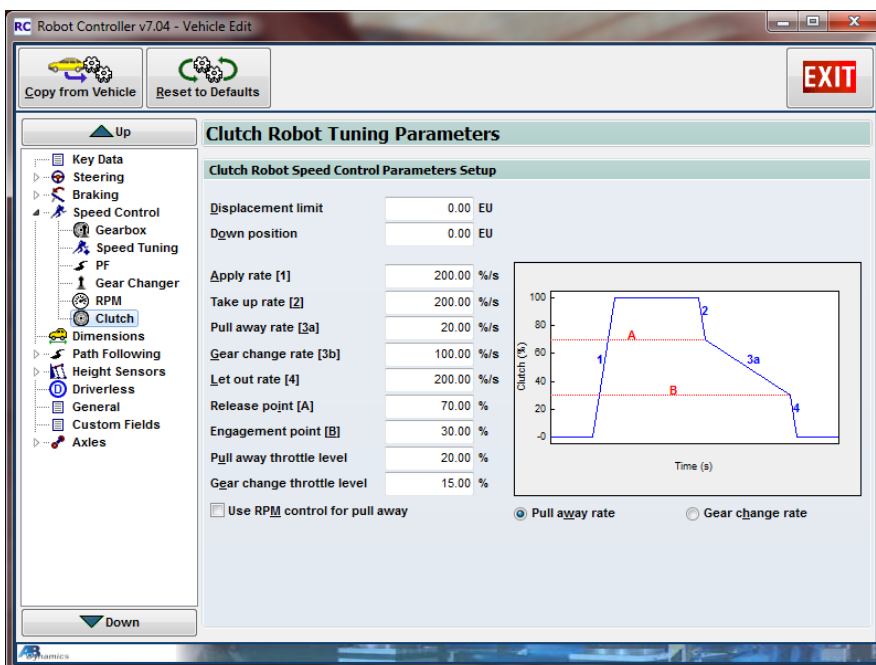 RC Robot Controller v7.04 - Vehicle Edit
Copy from Vehicle
Reset to Defaults
EXIT
Up
Key Data
Steering
Braking
Speed Control
Gearbox
Speed Tuning
PF
Gear Changer
RPM
Clutch
Dimensions
Path Following
Height Sensors
D Driverless
General
Custom Fields
Axles
Down
Clutch Robot Tuning Parameters
Clutch Robot Speed Control Parameters Setup
Displacement limit 0.00 EU
Down position 0.00 EU
Apply rate [1] 200.00 %/s
Take up rate [2] 200.00 %/s
Pull away rate [3a] 20.00 %/s
Gear change rate [3b] 100.00 %/s
Let out rate [4] 200.00 %/s
Release point [A] 70.00 %
Engagement point [B] 30.00 %
Pull away throttle level 20.00 %
Gear change throttle level 15.00 %
Use RPM control for pull away
Clutch (%)
100
80
60
40
20
-0
1
2
3a
4
A
B
Time (s)
Pull away rate
Gear change rate
AB Dynamics